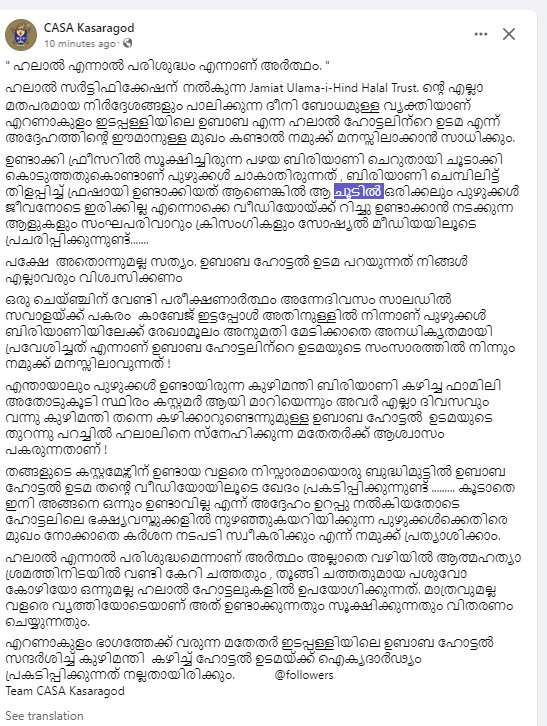 CASA Kasaragod
10 minutes ago
" ഹലാൽ എന്നാൽ പരിശുദ്ധം എന്നാണ് അർത്ഥം. "
ഹലാൽ സർട്ടിഫിക്കേഷന് നൽകുന്ന Jamiat Ulama-i-Hind Halal Trust. ന്റെ എല്ലാ
മതപരമായ നിർദ്ദേശങ്ങളും പാലിക്കുന്ന ദീനി ബോധമുള്ള വ്യക്തിയാണ്
എറണാകുളം ഇടപ്പള്ളിയിലെ ഉബാബ എന്ന ഹലാൽ ഹോട്ടലിന്റെ ഉടമ എന്ന്
അദ്ദേഹത്തിന്റെ ഈമാനുള്ള മുഖം കണ്ടാൽ നമുക്ക് മനസ്സിലാക്കാൻ സാധിക്കും.
ഉണ്ടാക്കി ഫ്രീസറിൽ സൂക്ഷിച്ചിരുന്ന പഴയ ബിരിയാണി ചെറുതായി ചൂടാക്കി
കൊടുത്തതുകൊണ്ടാണ് പുഴുക്കൾ ചാകാതിരുന്നത് , ബിരിയാണി ചെമ്പിലിട്ട്
തിളപ്പിച്ച് ഫ്രഷായി ഉണ്ടാക്കിയത് ആണെങ്കിൽ ആ ചൂടിൽ ഒരിക്കലും പുഴുക്കൾ
ജീവനോടെ ഇരിക്കില്ല എന്നൊക്കെ വീഡിയോയ്ക്ക് റിച്ചു ഉണ്ടാക്കാൻ നടക്കുന്ന
ആളുകളും സംഘപരിവാറും ക്രിസംഗികളും സോഷ്യൽ മീഡിയയിലൂടെ
പ്രചരിപ്പിക്കുന്നുണ്ട്.......
പക്ഷേ അതൊന്നുമല്ല സത്യം. ഉബാബ ഹോട്ടൽ ഉടമ പറയുന്നത് നിങ്ങൾ
എല്ലാവരും വിശ്വസിക്കണം
ഒരു ചെയ്ഞ്ചിന് വേണ്ടി പരീക്ഷണാർത്ഥം അന്നേദിവസം സാലഡിൽ
സവാളയ്ക്ക് പകരം കാബേജ് ഇട്ടപ്പോൾ അതിനുള്ളിൽ നിന്നാണ് പുഴുക്കൾ
ബിരിയാണിയിലേക്ക് രേഖാമൂലം അനുമതി മേടിക്കാതെ അനധികൃതമായി
പ്രവേശിച്ചത് എന്നാണ് ഉബാബ ഹോട്ടലിന്റെ ഉടമയുടെ സംസാരത്തിൽ നിന്നും
നമുക്ക് മനസ്സിലാവുന്നത് !
എന്തായാലും പുഴുക്കൾ ഉണ്ടായിരുന്ന കുഴിമന്തി ബിരിയാണി കഴിച്ച ഫാമിലി
അതോടുകൂടി സ്ഥിരം കസ്റ്റമർ ആയി മാറിയെന്നും അവർ എല്ലാ ദിവസവും
വന്നു കുഴിമന്തി തന്നെ കഴിക്കാറുണ്ടെന്നുമുള്ള ഉബാബ ഹോട്ടൽ ഉടമയുടെ
തുറന്നു പറച്ചിൽ ഹലാലിനെ സ്നേഹിക്കുന്ന മതേതർക്ക് ആശ്വാസം
പകരുന്നതാണ് !
തങ്ങളുടെ കസ്റ്റമേഴ്സിന് ഉണ്ടായ വളരെ നിസ്സാരമായൊരു ബുദ്ധിമുട്ടിൽ ഉബാബ
ഹോട്ടൽ ഉടമ തന്റെ വീഡിയോയിലൂടെ ഖേദം പ്രകടിപ്പിക്കുന്നുണ്ട് ......... കൂടാതെ
ഇനി അങ്ങനെ ഒന്നും ഉണ്ടാവില്ല എന്ന് അദ്ദേഹം ഉറപ്പു നൽകിയതോടെ
ഹോട്ടലിലെ ഭക്ഷ്യവസ്തുക്കളിൽ നുഴഞ്ഞുകയറിയിക്കുന്ന പുഴുക്കൾക്കെതിരെ
മുഖം നോക്കാതെ കർശന നടപടി സ്വീകരിക്കും എന്ന് നമുക്ക് പ്രത്യാശിക്കാം.
ഹലാൽ എന്നാൽ പരിശുദ്ധമെന്നാണ് അർത്ഥം അല്ലാതെ വഴിയിൽ ആത്മഹത്യാ
ശ്രമത്തിനിടയിൽ വണ്ടി കേറി ചത്തതും , തൂങ്ങി ചത്തതുമായ പശുവോ
കോഴിയോ ഒന്നുമല്ല ഹലാൽ ഹോട്ടലുകളിൽ ഉപയോഗിക്കുന്നത്. മാത്രവുമല്ല
വളരെ വൃത്തിയോടെയാണ് അത് ഉണ്ടാക്കുന്നതും സൂക്ഷിക്കുന്നതും വിതരണം
ചെയ്യുന്നതും.
എറണാകുളം ഭാഗത്തേക്ക് വരുന്ന മതേതർ ഇടപ്പള്ളിയിലെ ഉബാബ ഹോട്ടൽ
സന്ദർശിച്ച് കുഴിമന്തി കഴിച്ച് ഹോട്ടൽ ഉടമയ്ക്ക് ഐക്യദാർഢ്യം
പ്രകടിപ്പിക്കുന്നത് നല്ലതായിരിക്കും. @followers
Team CASA Kasaragod
See translation